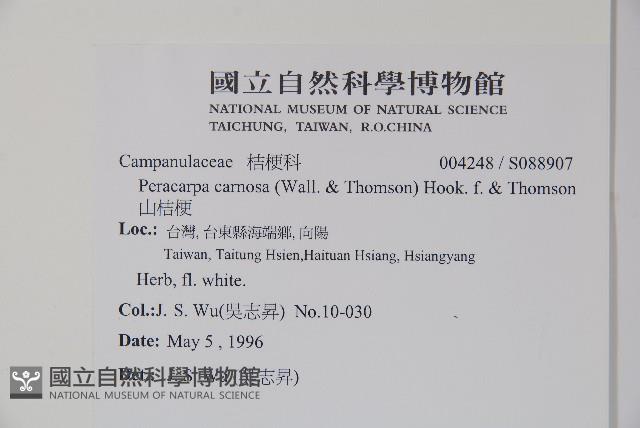 國立自然科學博物館
NATIONAL MUSEUM OF NATURAL SCIENCE
TAICHUNG, TAIWAN, R.O.CHINA
Campanulaceae 桔梗科 004248 / S088907
Peracarpa carnosa (Wall. & Thomson) Hook. f. & Thomson
山桔梗
Loc.: 台灣, 台東縣海端鄉, 向陽
Taiwan, Taitung Hsien,Haituan Hsiang, Hsiangyang
Herb, fl. white.
Col.:J. S. Wu(吳志昇) No.10-030
Date: May 5 , 1996
志昇)
國立自然科學博物館
NATIONAL MUSEUM OF NATURAL SCIENCE